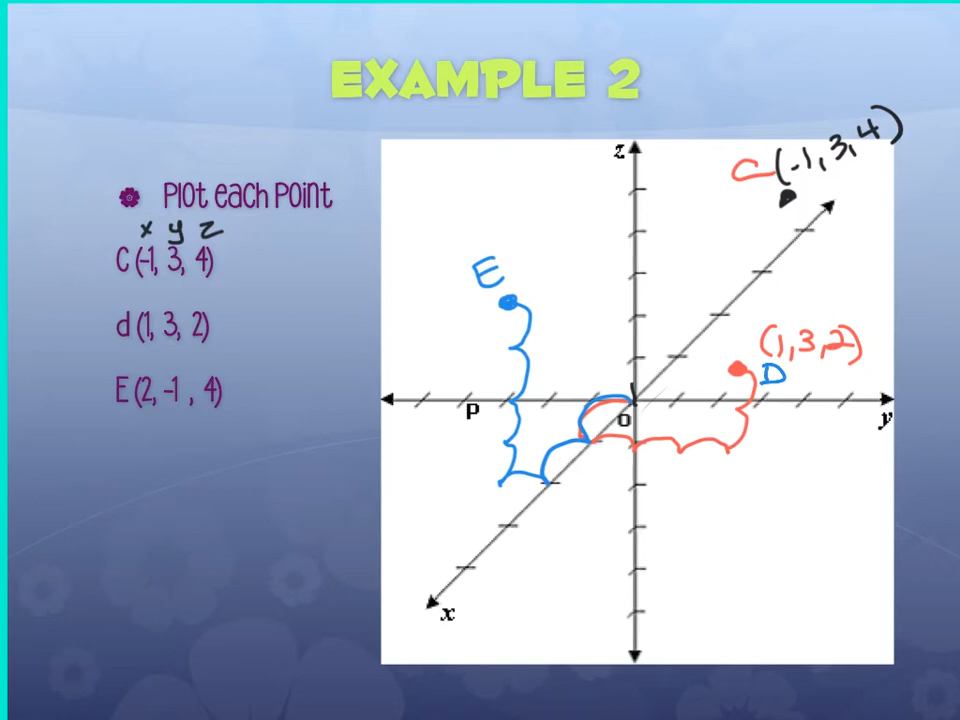 EXAMPLE 2
Plot each Point
x y z
C (-1, 3, 4)
d (1, 3, 2)
E (2, -1 , 4)
z
C (-1, 3, 4)
E
(1, 3, 2)
D
P
o
y
x